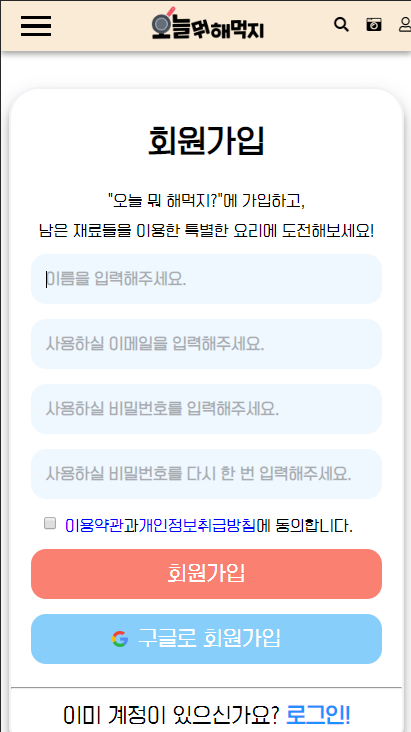 오늘뭐해먹지
회원가입
"오늘 뭐 해먹지?"에 가입하고,
남은 재료들을 이용한 특별한 요리에 도전해보세요!
이름을 입력해주세요.
사용하실 이메일을 입력해주세요.
사용하실 비밀번호를 입력해주세요.
사용하실 비밀번호를 다시 한 번 입력해주세요.
이용약관과개인정보취급방침에 동의합니다.
회원가입
구글로 회원가입
이미 계정이 있으신가요? 로그인!